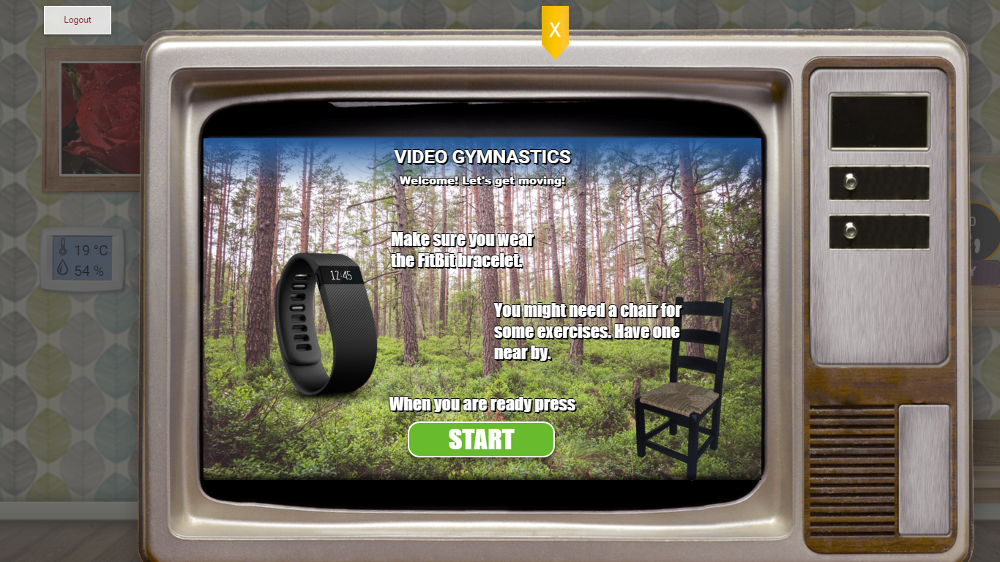 Logout
X
VIDEO GYMNASTICS
Welcome! Let's get moving!
19 °C
54 %
Make sure you wear
the FitBit bracelet.
12:45
You might need a chair for
some exercises. Have one
near by.
When you are ready press
START